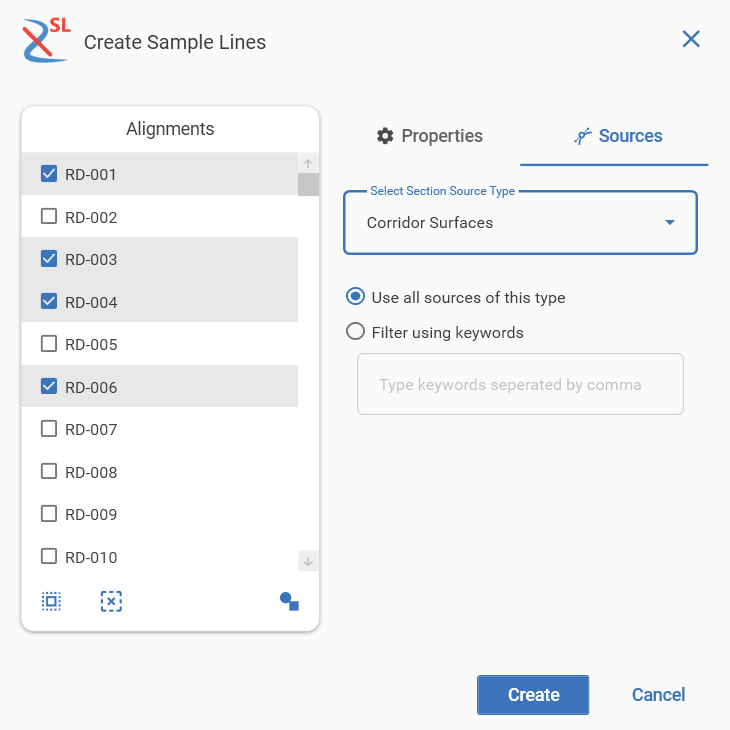 SL
Create Sample Lines
Alignments
RD-001
RD-002
RD-003
RD-004
RD-005
RD-006
RD-007
RD-008
RD-009
RD-010
Properties
Sources
Select Section Source Type
Corridor Surfaces
Use all sources of this type
Filter using keywords
Type keywords seperated by comma
Create
Cancel